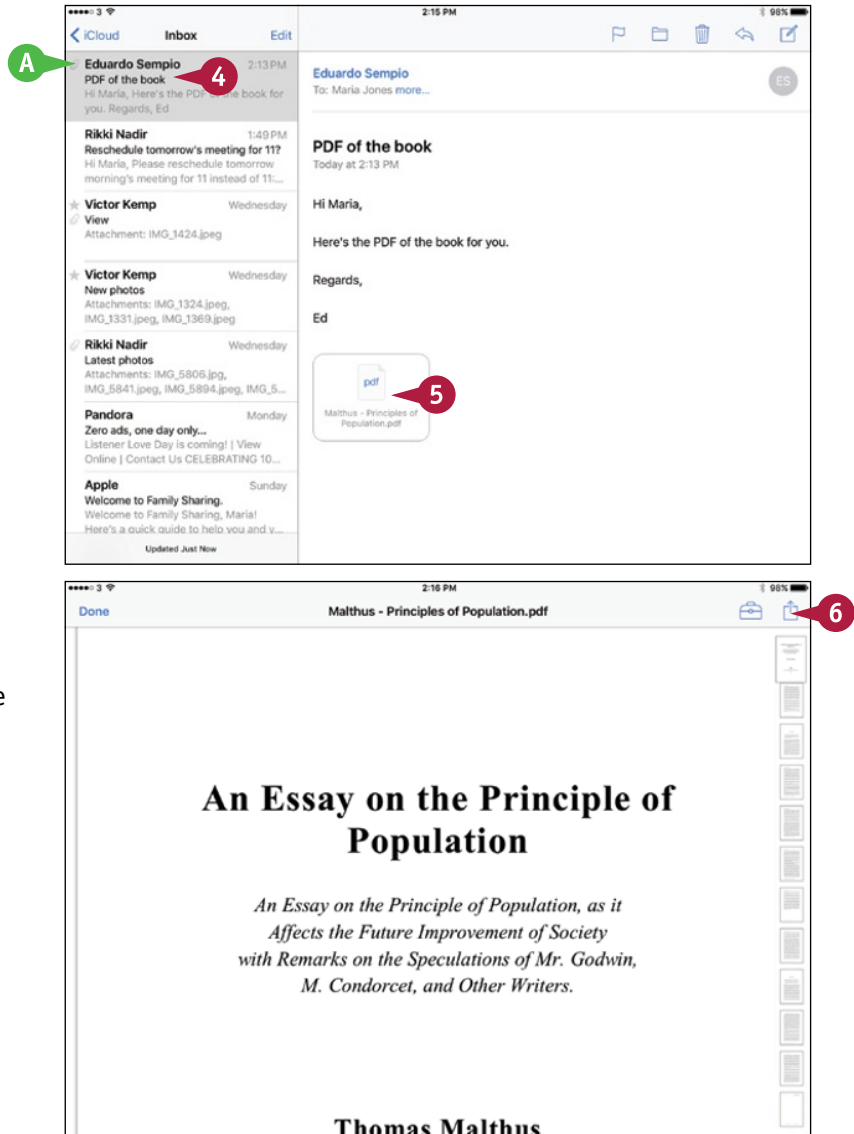 3
2:15 PM
98%
iCloud
Inbox
Edit
A
Eduardo Sempio
2:13 PM
PDF of the book
4
Hi Maria, Here's the PDF of the book for
you. Regards, Ed
Rikki Nadir
1:49 PM
Reschedule tomorrow's meeting for 11?
Hi Maria, Please reschedule tomorrow
morning's meeting for 11 instead of 11:...
Victor Kemp
Wednesday
View
Attachment: IMG_1424.jpeg
Victor Kemp
Wednesday
New photos
Attachments: IMG_1324.jpeg,
IMG_1331.jpeg, IMG_1369.jpeg
Rikki Nadir
Wednesday
Latest photos
Attachments: IMG_5806.jpg,
IMG_5841.jpeg, IMG_5894.jpeg, IMG_5...
Pandora
Monday
Zero ads, one day only...
Listener Love Day is coming! | View
Online | Contact Us CELEBRATING 10...
Apple
Sunday
Welcome to Family Sharing.
Welcome to Family Sharing, Maria!
Here's a quick guide to help you and y...
Updated Just Now
Eduardo Sempio
To: Maria Jones more...
ES
PDF of the book
Today at 2:13 PM
Hi Maria,
Here's the PDF of the book for you.
Regards,
Ed
pdf
5
Malthus - Principles of
Population.pdf
3
2:16 PM
98%
Done
Malthus - Principles of Population.pdf
6
e
An Essay on the Principle of
Population
An Essay on the Principle of Population, as it
Affects the Future Improvement of Society
with Remarks on the Speculations of Mr. Godwin,
M. Condorcet, and Other Writers.
Thomas Malthus